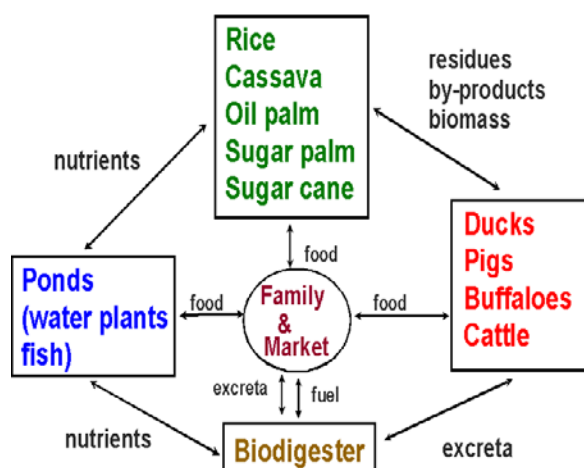 Rice
Cassava
Oil palm
Sugar palm
Sugar cane
residues
by-products
biomass
nutrients
Ducks
Pigs
Buffaloes
Cattle
Ponds
(water plants
fish)
food
food
food
Family
&
Market
excreta
fuel
nutrients
Biodigester
excreta